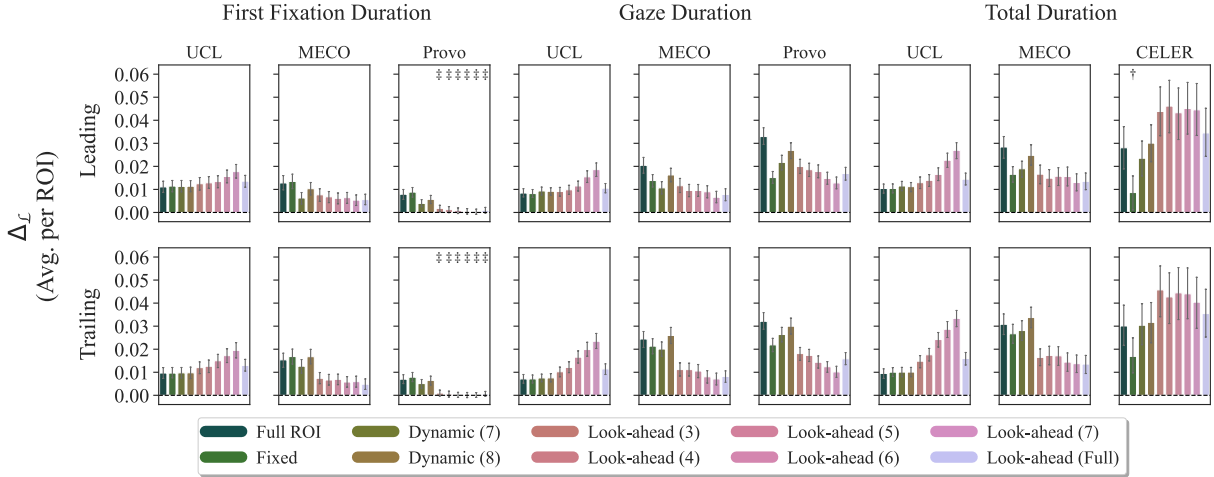 First Fixation Duration Gaze Duration Total Duration
UCL MECO Provo UCL MECO Provo UCL MECO CELER
0.06 ‡‡‡‡‡‡ †
0.05
0.04
0.03
0.02
0.01
0.00
Leading
Δ𝓛
(Avg. per ROI)
0.06 ‡‡‡‡‡‡
0.05
0.04
0.03
0.02
0.01
0.00
Trailing
Full ROI Dynamic (7) Look-ahead (3) Look-ahead (5) Look-ahead (7)
Fixed Dynamic (8) Look-ahead (4) Look-ahead (6) Look-ahead (Full)